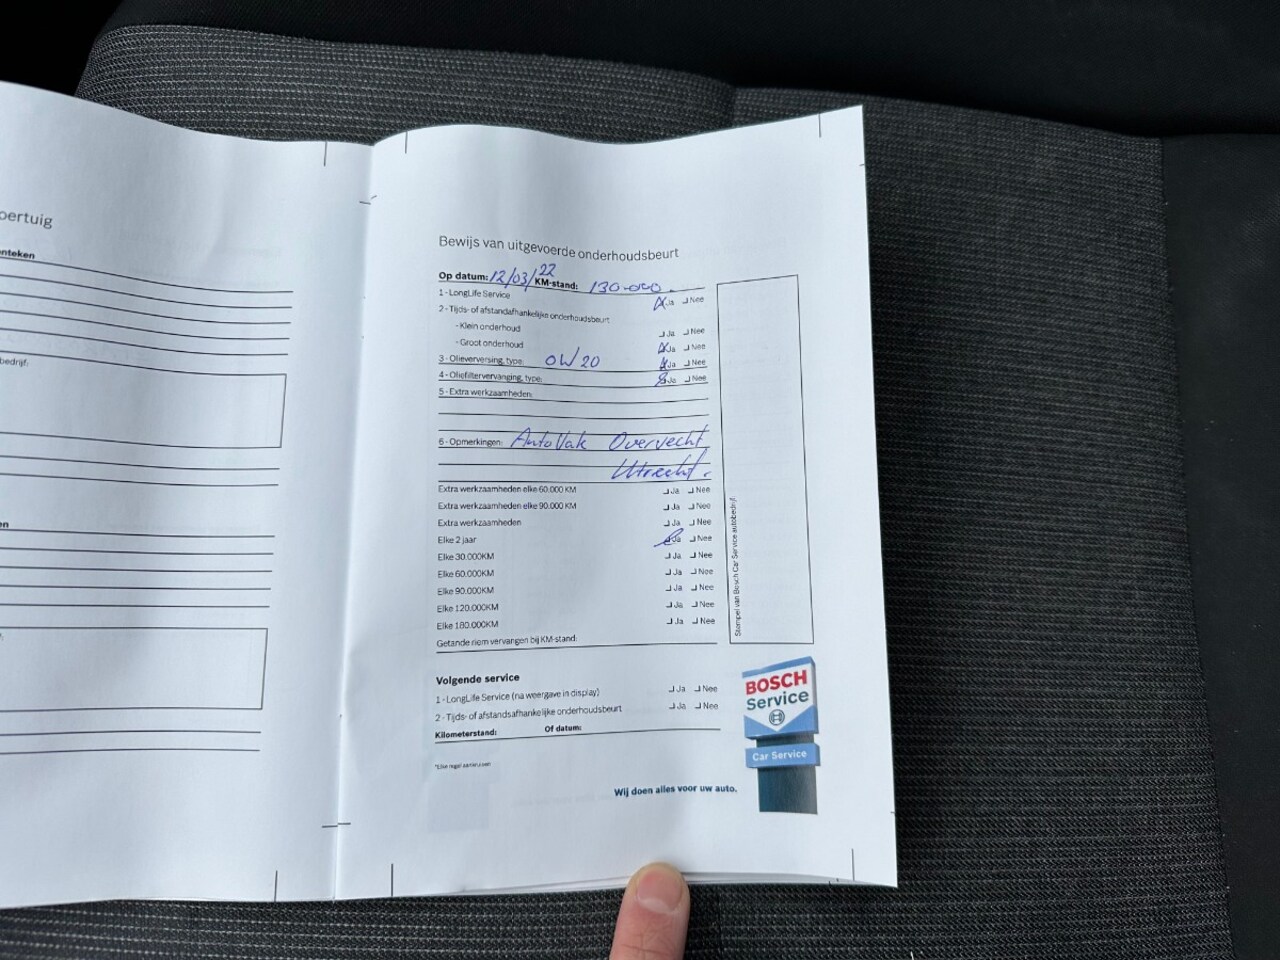 oertuig
nteken
bedrijf:
en
Bewijs van uitgevoerde onderhoudsbeurt
Op datum: 12/03/22 KM-stand: 130.000.
1 - LongLife Service Ja Nee
2 - Tijds- of afstandafhankelijke onderhoudsbeurt
- Klein onderhoud Ja Nee
- Groot onderhoud Ja Nee
3 - Olieverversing, type: 0W20 Ja Nee
4 - Oliefiltervervanging, type: Ja Nee
5 - Extra werkzaamheden:
6 - Opmerkingen: AutoVak Overvecht
Utrecht.
Extra werkzaamheden elke 60.000 KM Ja Nee
Extra werkzaamheden elke 90.000 KM Ja Nee
Extra werkzaamheden Ja Nee
Elke 2 jaar Ja Nee
Elke 30.000KM Ja Nee
Elke 60.000KM Ja Nee
Elke 90.000KM Ja Nee
Elke 120.000KM Ja Nee
Elke 180.000KM Ja Nee
Getande riem vervangen bij KM-stand:
Stempel van Bosch Car Service autobedrijf:
Volgende service
1 - LongLife Service (na weergave in display) Ja Nee
2 - Tijds- of afstandsafhankelijke onderhoudsbeurt Ja Nee
Kilometerstand: Of datum:
BOSCH
Service
Car Service
Wij doen alles voor uw auto.